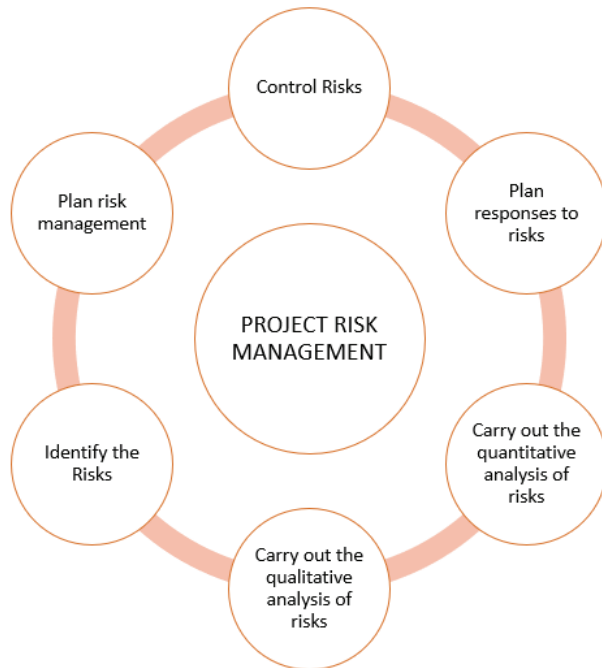 Control Risks
Plan risk
management
Plan
responses to
risks
PROJECT RISK
MANAGEMENT
Identify the
Risks
Carry out the
quantitative
analysis of
risks
Carry out the
qualitative
analysis of
risks